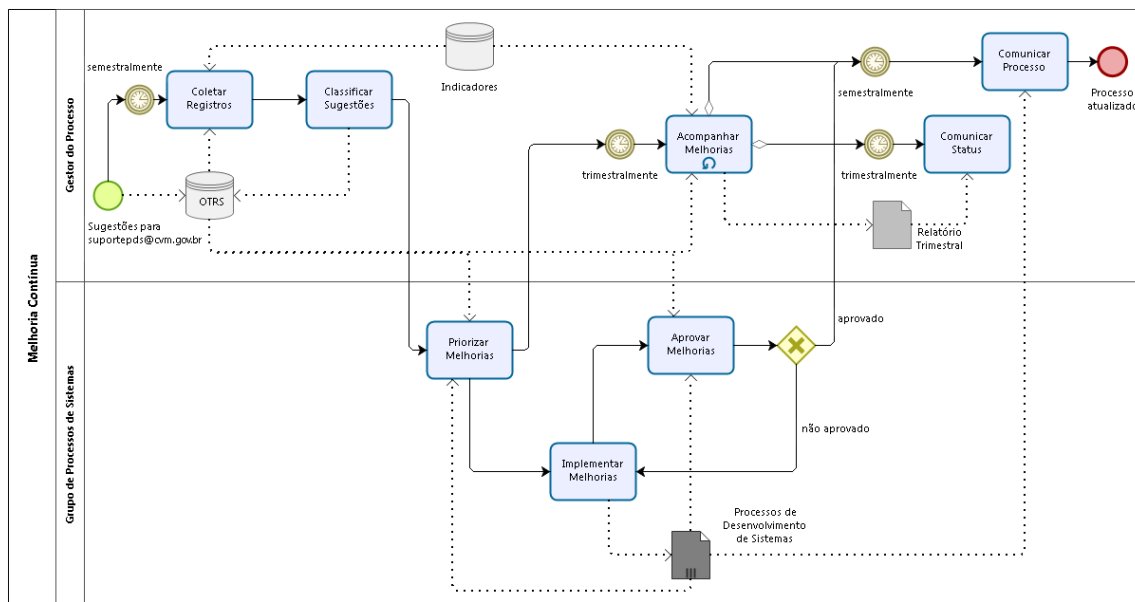 Melhoria Contínua
Gestor do Processo
semestralmente
Coletar
Registros
Classificar
Sugestões
Indicadores
OTRS
Sugestões para
suportepds@cvm.gov.br
trimestralmente
Acompanhar
Melhorias
semestralmente
Comunicar
Processo
Processo
atualizado
trimestralmente
Comunicar
Status
Relatório
Trimestral
Grupo de Processos de Sistemas
Priorizar
Melhorias
Aprovar
Melhorias
aprovado
não aprovado
Implementar
Melhorias
Processos de
Desenvolvimento
de Sistemas